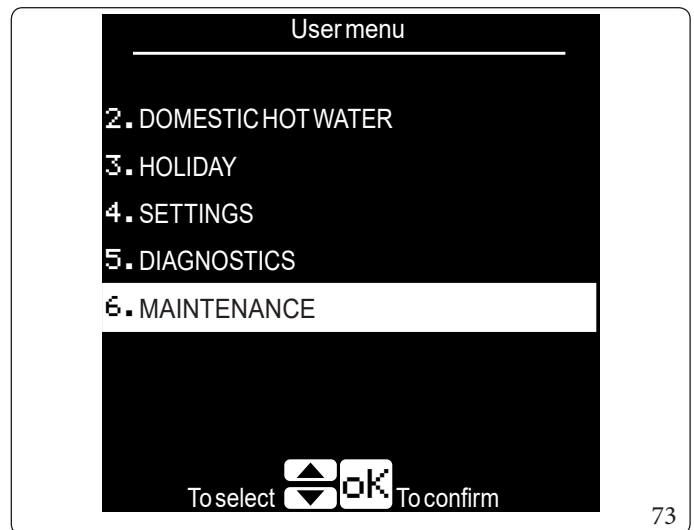 User menu
2. DOMESTIC HOT WATER
3. HOLIDAY
4. SETTINGS
5. DIAGNOSTICS
6. MAINTENANCE
To select OK To confirm
73